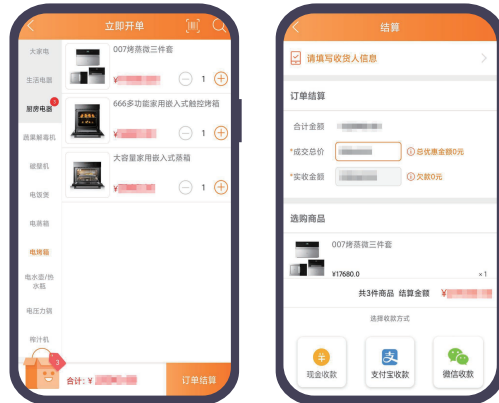 立即开单
大家电
生活电器
厨房电器
3
蔬果解毒机
破壁机
电饭煲
电蒸箱
电烤箱
电水壶/热
水瓶
电压力锅
榨汁机
007烤蒸微三件套
¥
1
666多功能家用嵌入式触控烤箱
¥
1
大容量家用嵌入式蒸箱
¥
1
3
合计: ¥
订单结算
结算
请填写收货人信息
订单结算
合计金额
*成交总价
总优惠金额0元
*实收金额
欠款0元
选购商品
007烤蒸微三件套
¥17680.0
×1
共3件商品 结算金额 ¥
选择收款方式
现金收款
支付宝收款
微信收款